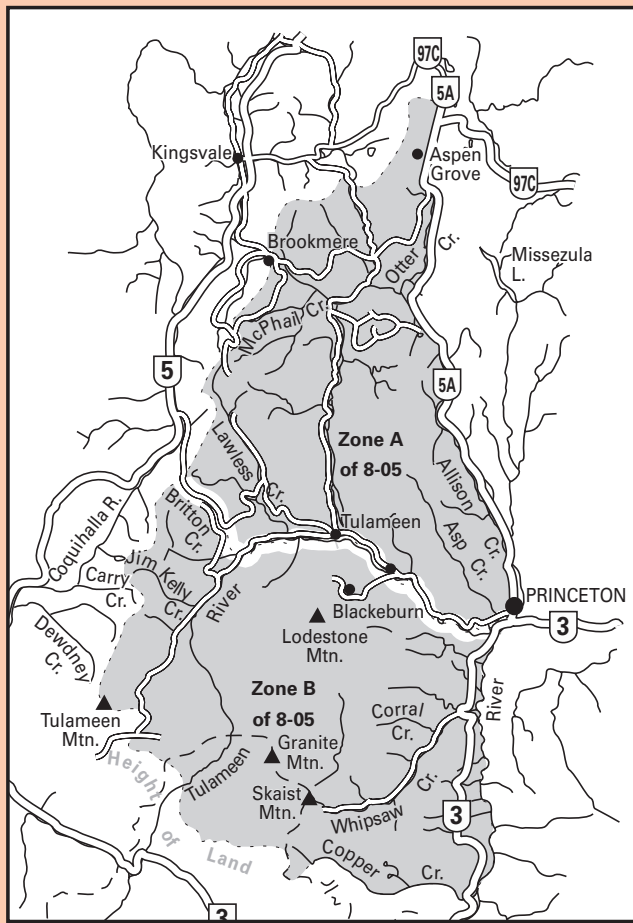 97C
5A
Kingsvale
Aspen
Grove
97C
Brookmere
Otter Cr.
Missezula
L.
McPhail Cr.
5
5A
Zone A
of 8-05
Lawless Cr.
Allison Cr.
Asp Cr.
Coquihalla R.
Britton
Cr.
Tulameen
Jim Kelly
Cr.
Carry
Cr.
River
Blackeburn
PRINCETON
3
Lodestone
Mtn.
Dewdney
Cr.
Zone B
of 8-05
Tulameen
Mtn.
Corral
Cr.
River
Granite
Mtn.
Tulameen
Height of Land
Skaist
Mtn.
Whipsaw Cr.
3
Copper Cr.
3